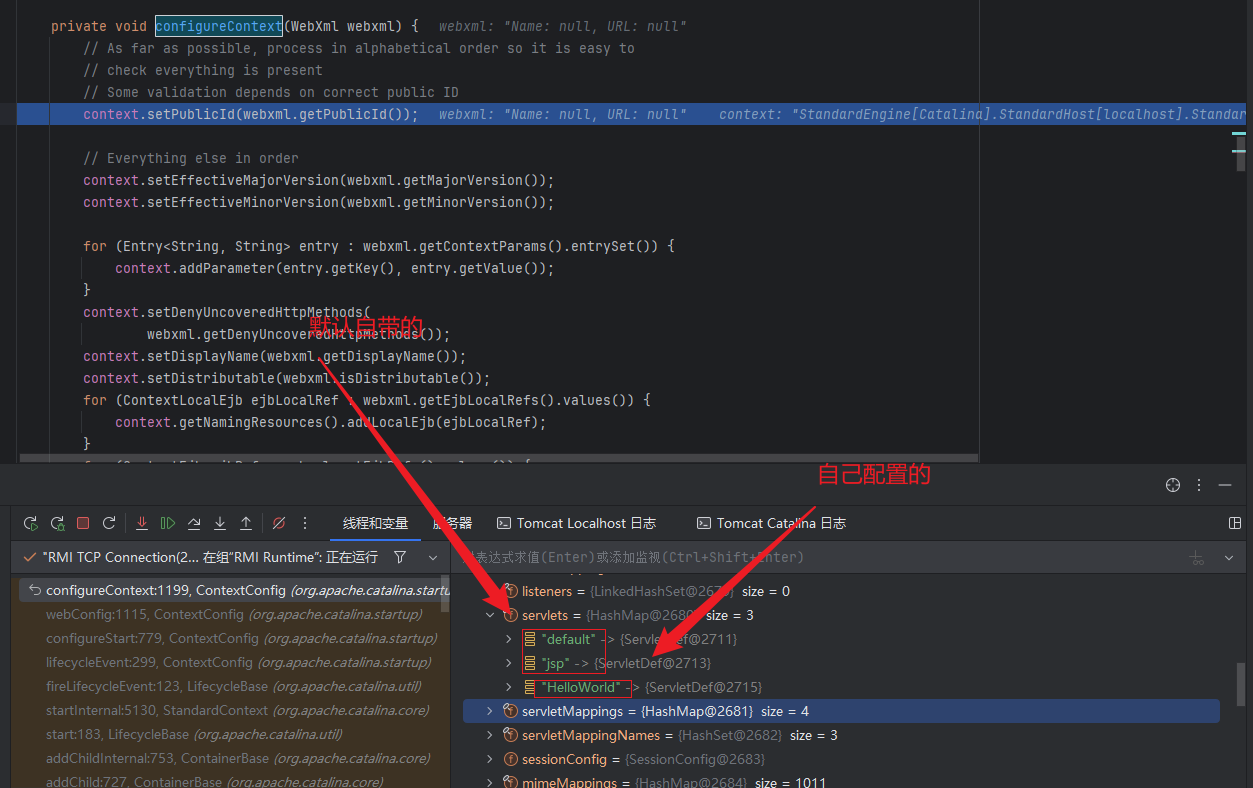 private void configureContext(WebXml webxml) {   webxml: "Name: null, URL: null"
// As far as possible, process in alphabetical order so it is easy to
// check everything is present
// Some validation depends on correct public ID
context.setPublicId(webxml.getPublicId());   webxml: "Name: null, URL: null"    context: "StandardEngine[Catalina].StandardHost[localhost].Standar
// Everything else in order
context.setEffectiveMajorVersion(webxml.getMajorVersion());
context.setEffectiveMinorVersion(webxml.getMinorVersion());
for (Entry<String, String> entry : webxml.getContextParams().entrySet()) {
context.addParameter(entry.getKey(), entry.getValue());
}
context.setDenyUncoveredHttpMethods(
默认自带的
webxml.getDenyUncoveredHttpMethods());
context.setDisplayName(webxml.getDisplayName());
context.setDistributable(webxml.isDistributable());
for (ContextLocalEjb ejbLocalRef : webxml.getEjbLocalRefs().values()) {
context.getNamingResources().addLocalEjb(ejbLocalRef);
}
自己配置的
线程和变量
服务器
Tomcat Localhost 日志
Tomcat Catalina 日志
"RMI TCP Connection(2... 在组"RMI Runtime": 正在运行
表达式求值(Enter)或添加监视(Ctrl+Shift+Enter)
configureContext:1199, ContextConfig (org.apache.catalina.startu
webConfig:1115, ContextConfig (org.apache.catalina.startup)
configureStart:779, ContextConfig (org.apache.catalina.startup)
lifecycleEvent:299, ContextConfig (org.apache.catalina.startup)
fireLifecycleEvent:123, LifecycleBase (org.apache.catalina.util)
startInternal:5130, StandardContext (org.apache.catalina.core)
start:183, LifecycleBase (org.apache.catalina.util)
addChildInternal:753, ContainerBase (org.apache.catalina.core)
addChild:727, ContainerBase (org.apache.catalina.core)
listeners = {LinkedHashSet@267 size = 0
servlets = {HashMap@2680 size = 3
"default" -> {ServletDef@2711}
"jsp" -> {ServletDef@2713}
"HelloWorld" -> {ServletDef@2715}
servletMappings = {HashMap@2681} size = 4
servletMappingNames = {HashSet@2682} size = 3
sessionConfig = {SessionConfig@2683}
mimeMappings = {HashMap@2684} size = 1011